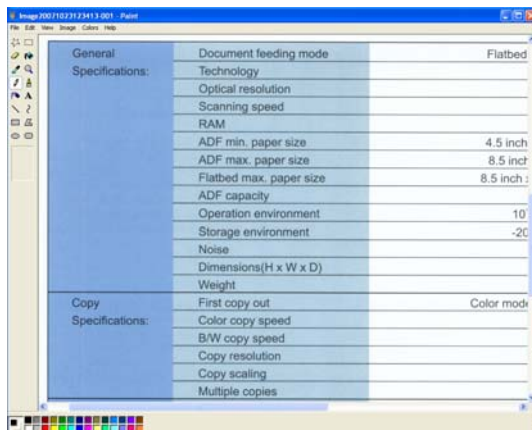 Image20071023123413-001 - Paint
File Edit View Image Colors Help
General Document feeding mode Flatbed
Specifications: Technology
Optical resolution
Scanning speed
RAM
ADF min. paper size 4.5 inch
ADF max. paper size 8.5 inch
Flatbed max. paper size 8.5 inch
ADF capacity
Operation environment 10
Storage environment -20
Noise
Dimensions(H x W x D)
Weight
Copy First copy out Color mode
Specifications: Color copy speed
B/W copy speed
Copy resolution
Copy scaling
Multiple copies